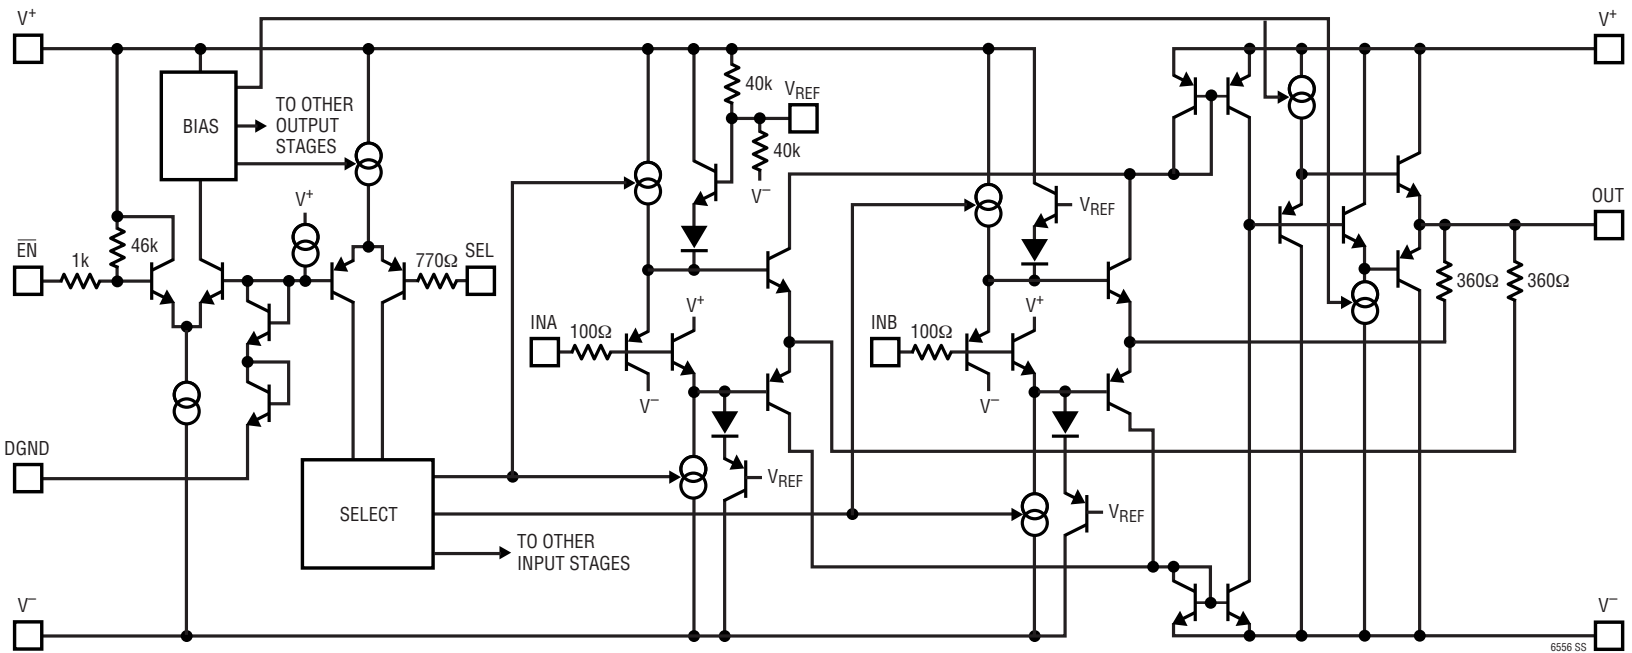 V+
V+
BIAS
TO OTHER
OUTPUT
STAGES
40k
VREF
40k
V−
V+
EN
1k
46k
770Ω
SEL
VREF
OUT
360Ω
360Ω
INA
100Ω
V+
V−
INB
100Ω
V+
V−
DGND
VREF
SELECT
VREF
TO OTHER
INPUT STAGES
V−
V−
6556 SS